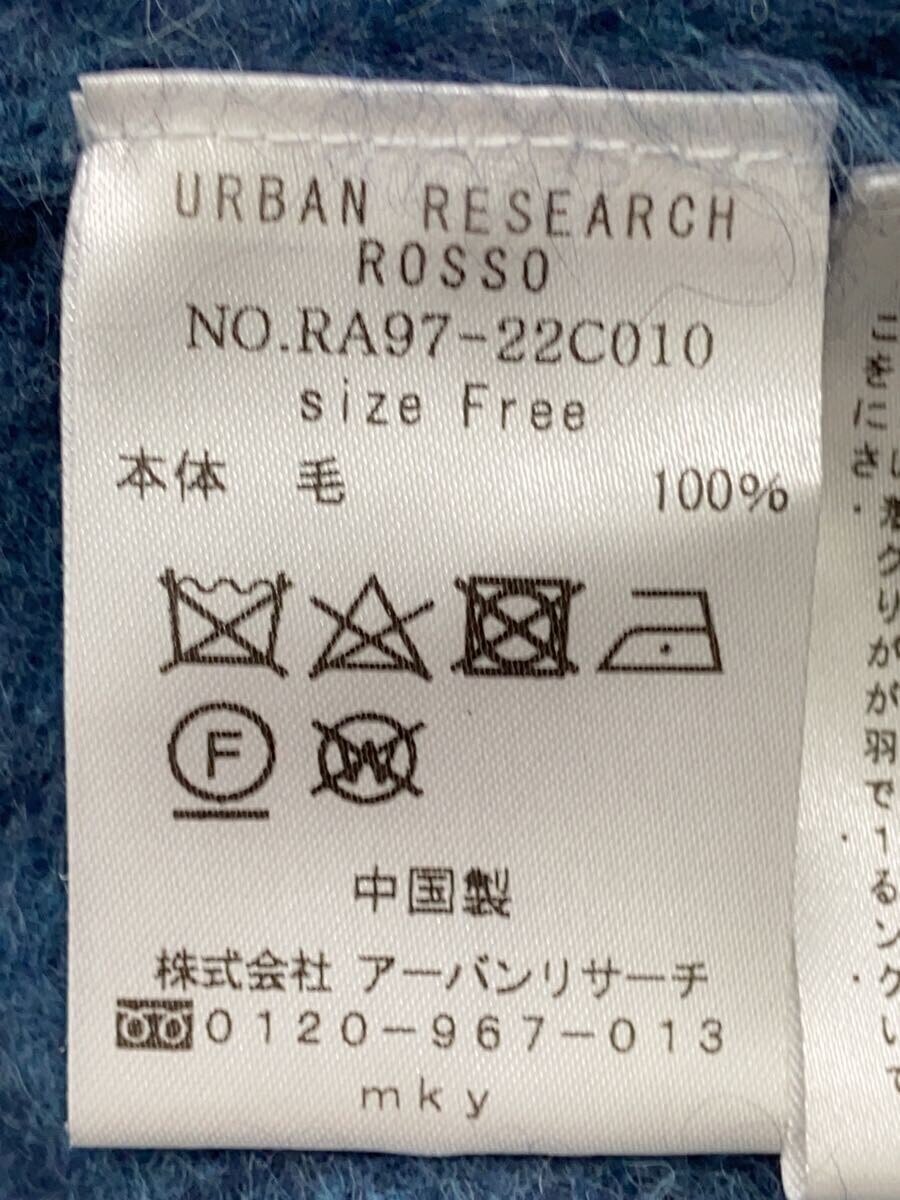 URBAN RESEARCH
ROSSO
NO.RA97-22C010
size Free
本体 毛 100%
F
W
中国製
株式会社 アーバンリサーチ
0120-967-013
mky